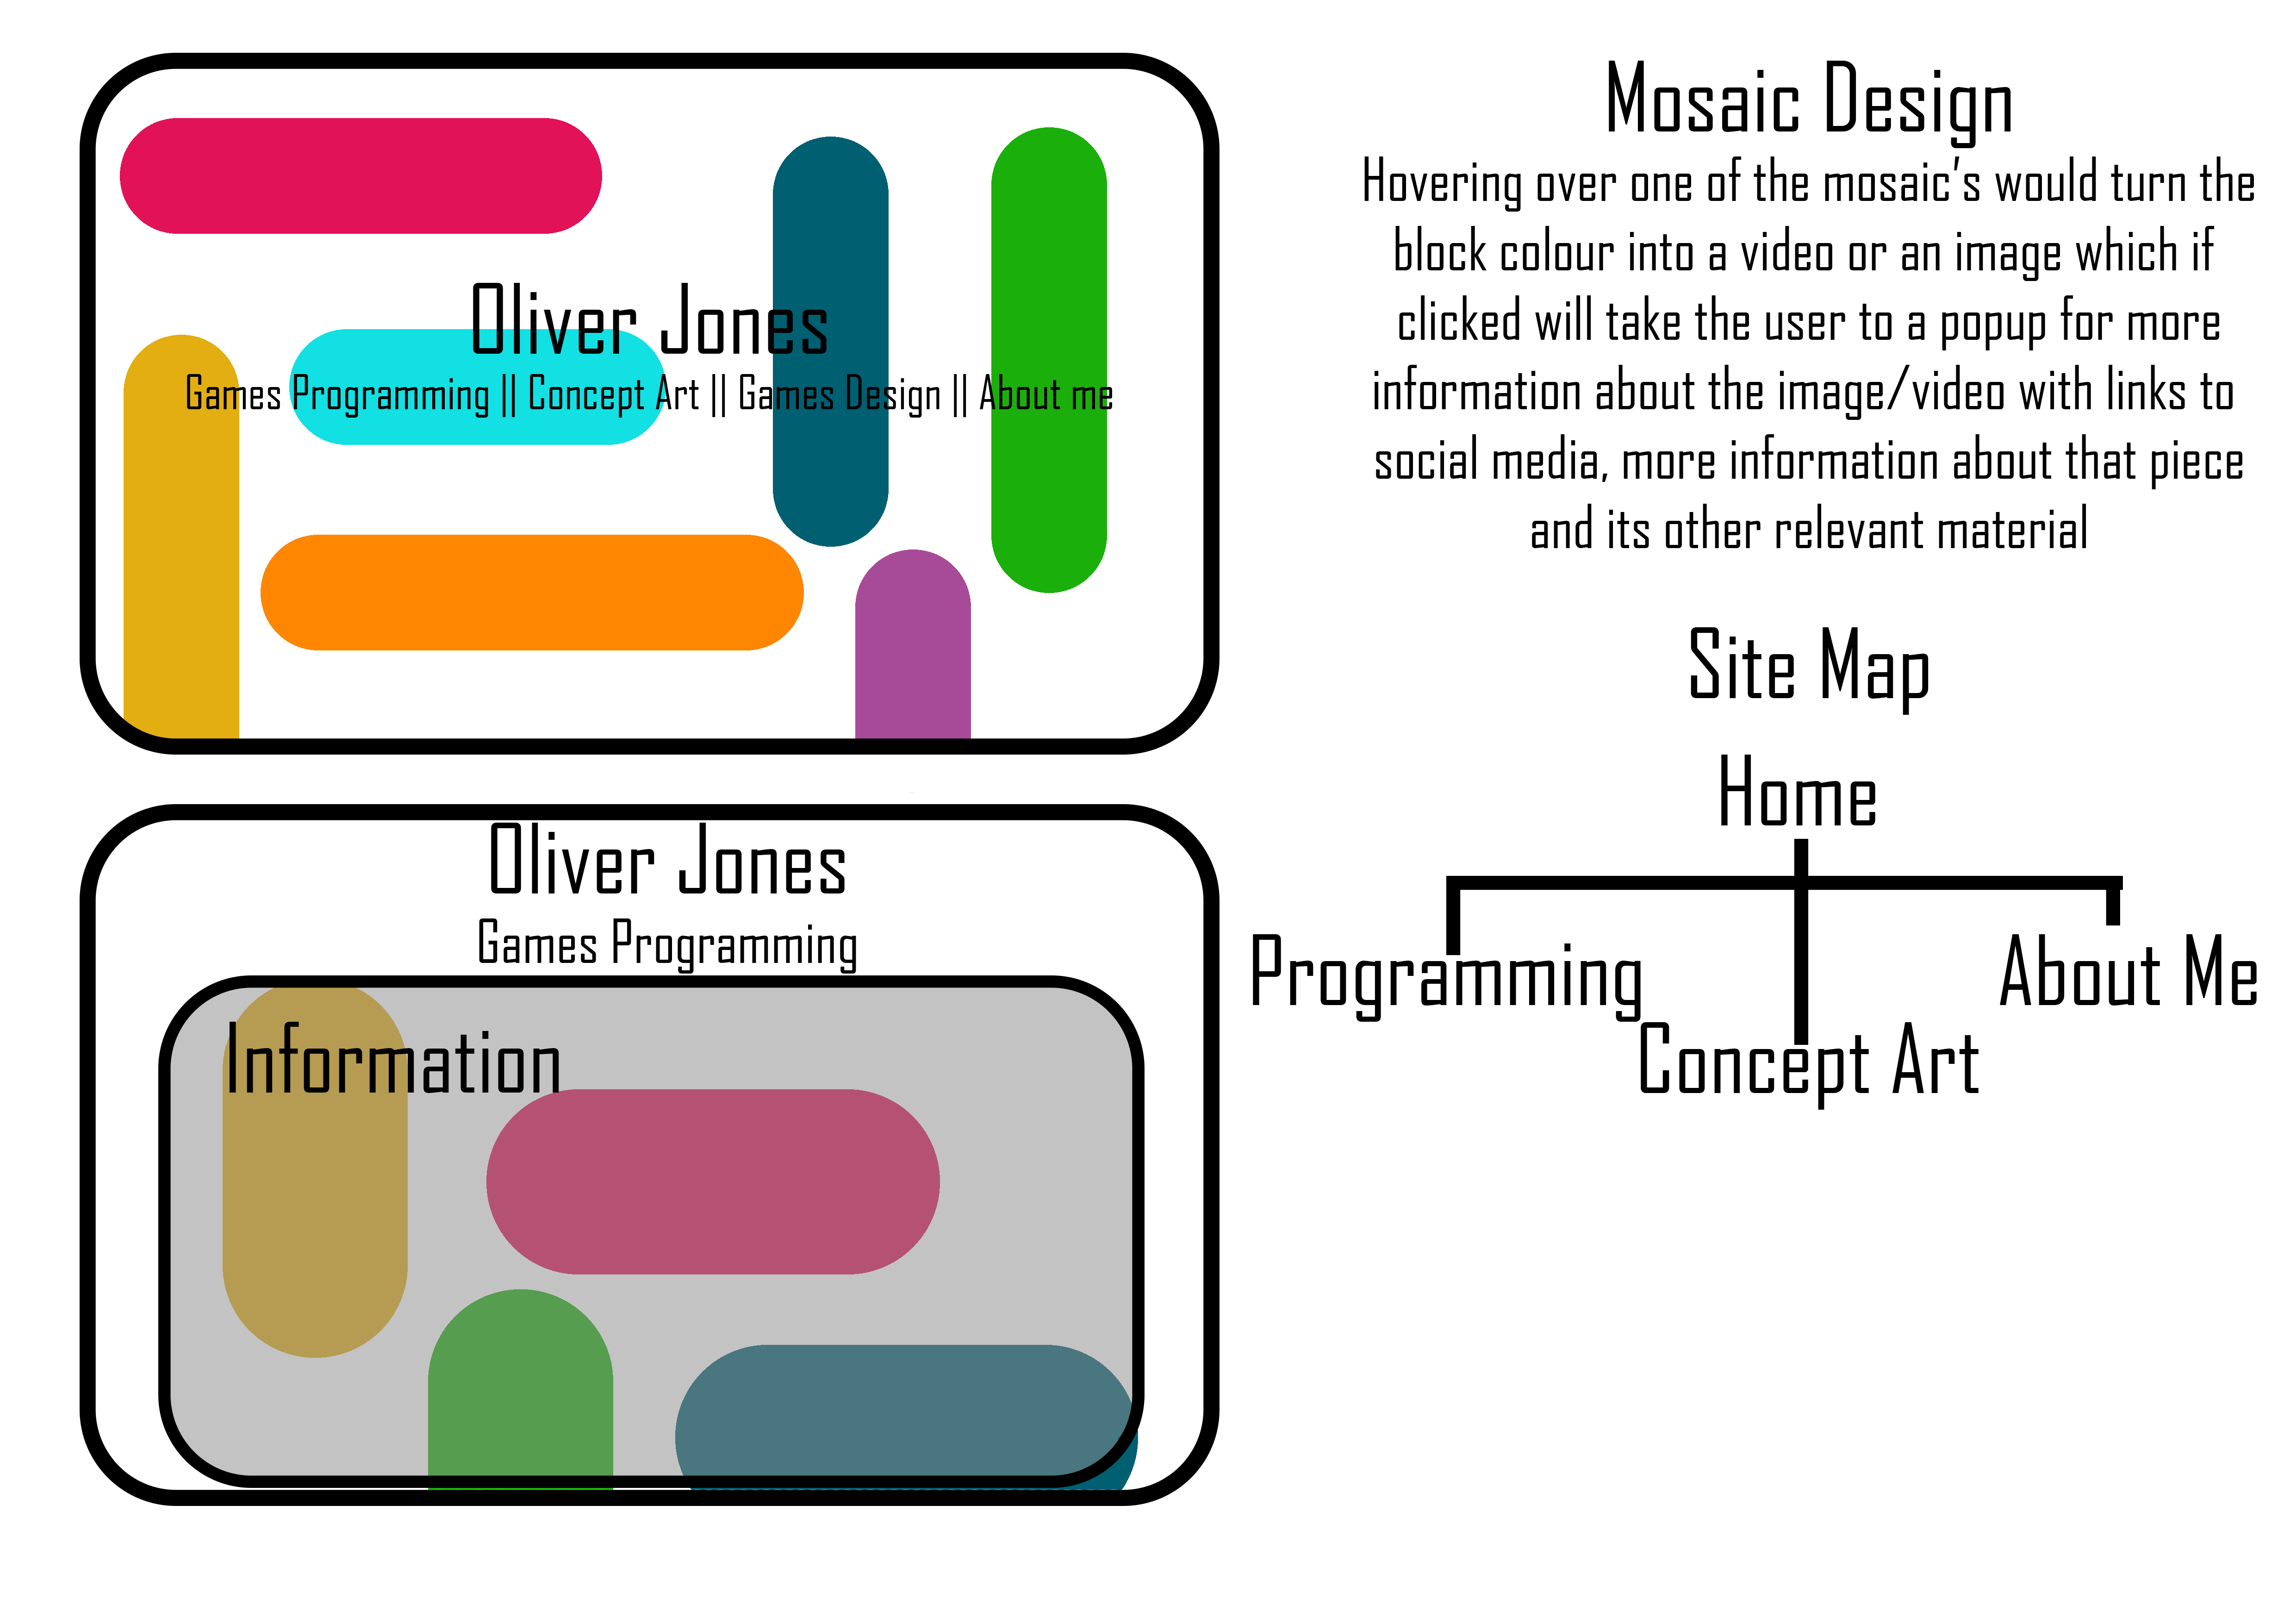 Oliver Jones
Games Programming || Concept Art || Games Design || About me
Mosaic Design
Hovering over one of the mosaic's would turn the
block colour into a video or an image which if
clicked will take the user to a popup for more
information about the image/video with links to
social media, more information about that piece
and its other relevant material
Site Map
Home
Programming
About Me
Concept Art
Oliver Jones
Games Programming
Information